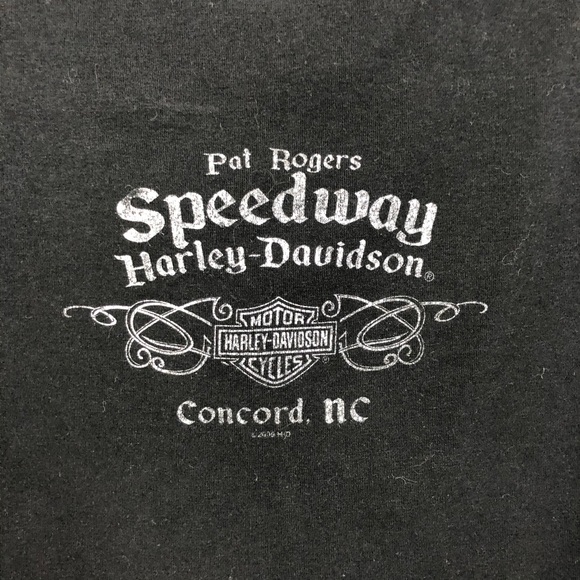 Pat Rogers
Speedway
Harley-Davidson®
MOTOR
HARLEY-DAVIDSON
CYCLES ®
Concord, NC